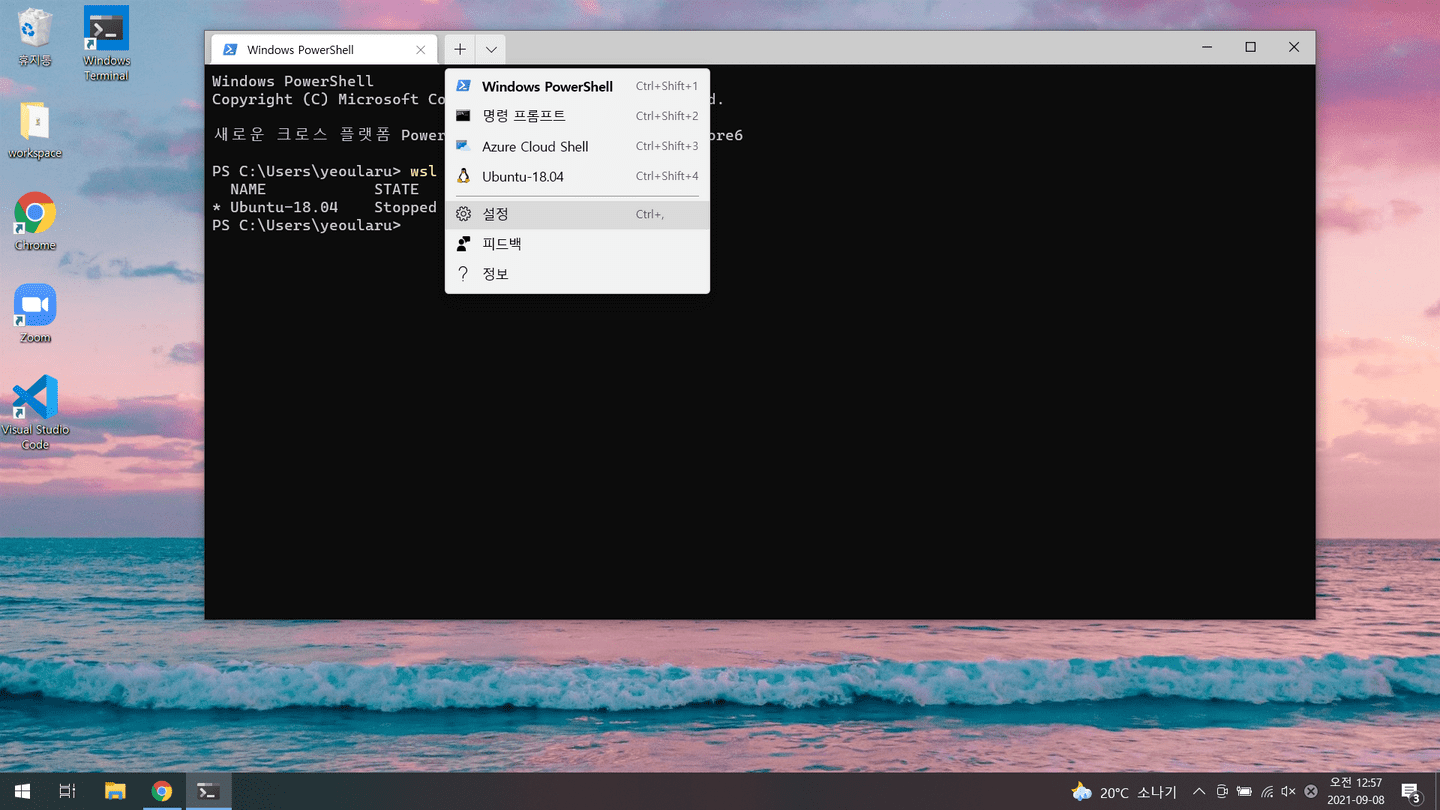 휴지통
Windows
Terminal
workspace
Chrome
Zoom
Visual Studio
Code
Windows PowerShell
Windows PowerShell
Copyright (C) Microsoft Co
d.
새로운 크로스 플랫폼 Power
ore6
PS C:\Users\yeoularu> wsl
NAME STATE
* Ubuntu-18.04 Stopped
PS C:\Users\yeoularu>
Windows PowerShell Ctrl+Shift+1
명령 프롬프트 Ctrl+Shift+2
Azure Cloud Shell Ctrl+Shift+3
Ubuntu-18.04 Ctrl+Shift+4
설정 Ctrl+,
피드백
? 정보
20°C 소나기
오전 12:57
2021-09-08
3